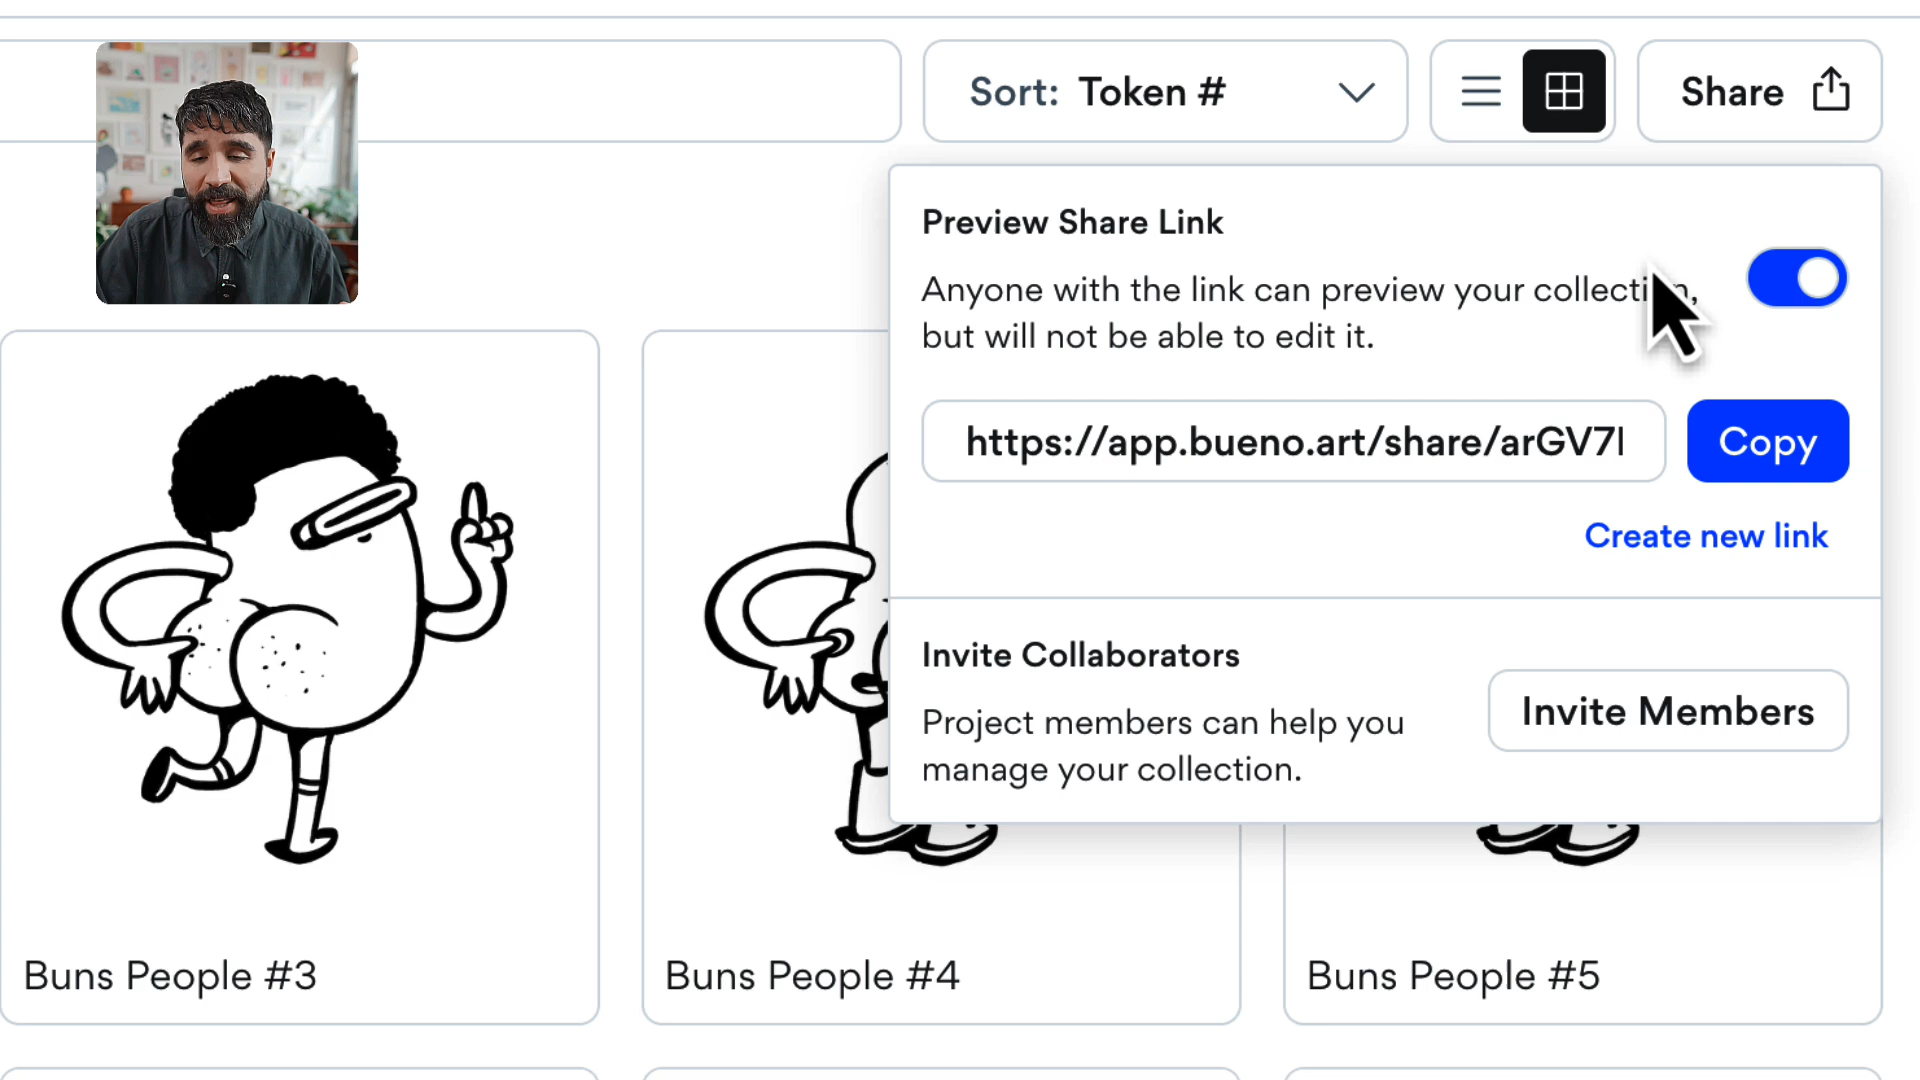 Sort: Token #
Share
Preview Share Link
Anyone with the link can preview your collection,
but will not be able to edit it.
https://app.bueno.art/share/arGV7
Copy
Create new link
Invite Collaborators
Project members can help you
manage your collection.
Invite Members
Buns People #3
Buns People #4
Buns People #5